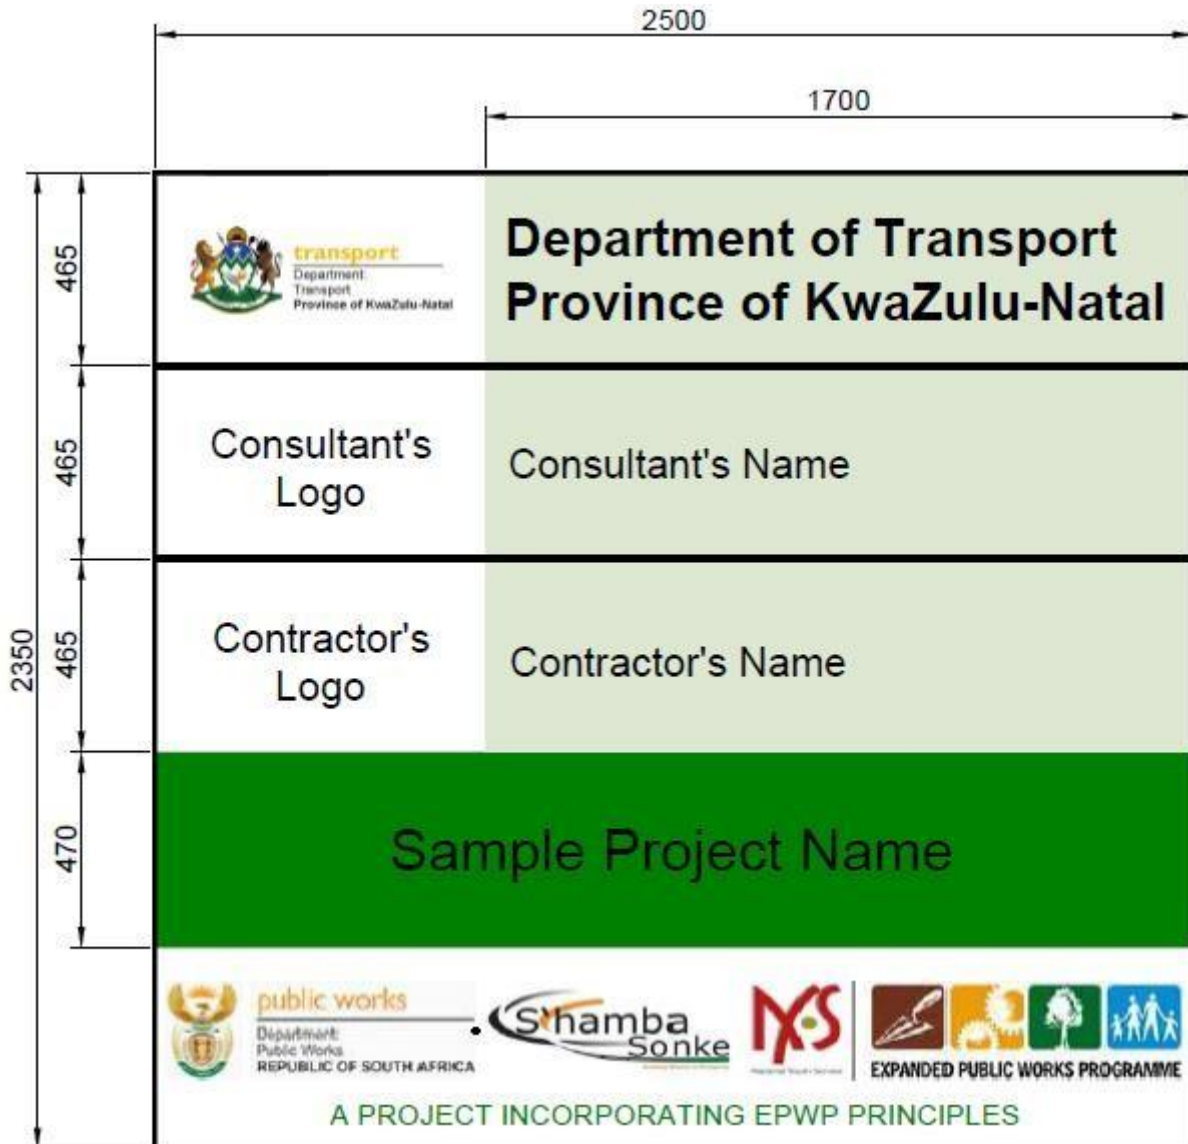 2500
1700
465
transport
Department:
Transport
Province of KwaZulu-Natal
Department of Transport
Province of KwaZulu-Natal
465
Consultant's
Logo
Consultant's Name
2350
465
Contractor's
Logo
Contractor's Name
470
Sample Project Name
public works
Department:
Public Works
REPUBLIC OF SOUTH AFRICA
S'hamba
Sonke
NYS
EXPANDED PUBLIC WORKS PROGRAMME
A PROJECT INCORPORATING EPWP PRINCIPLES